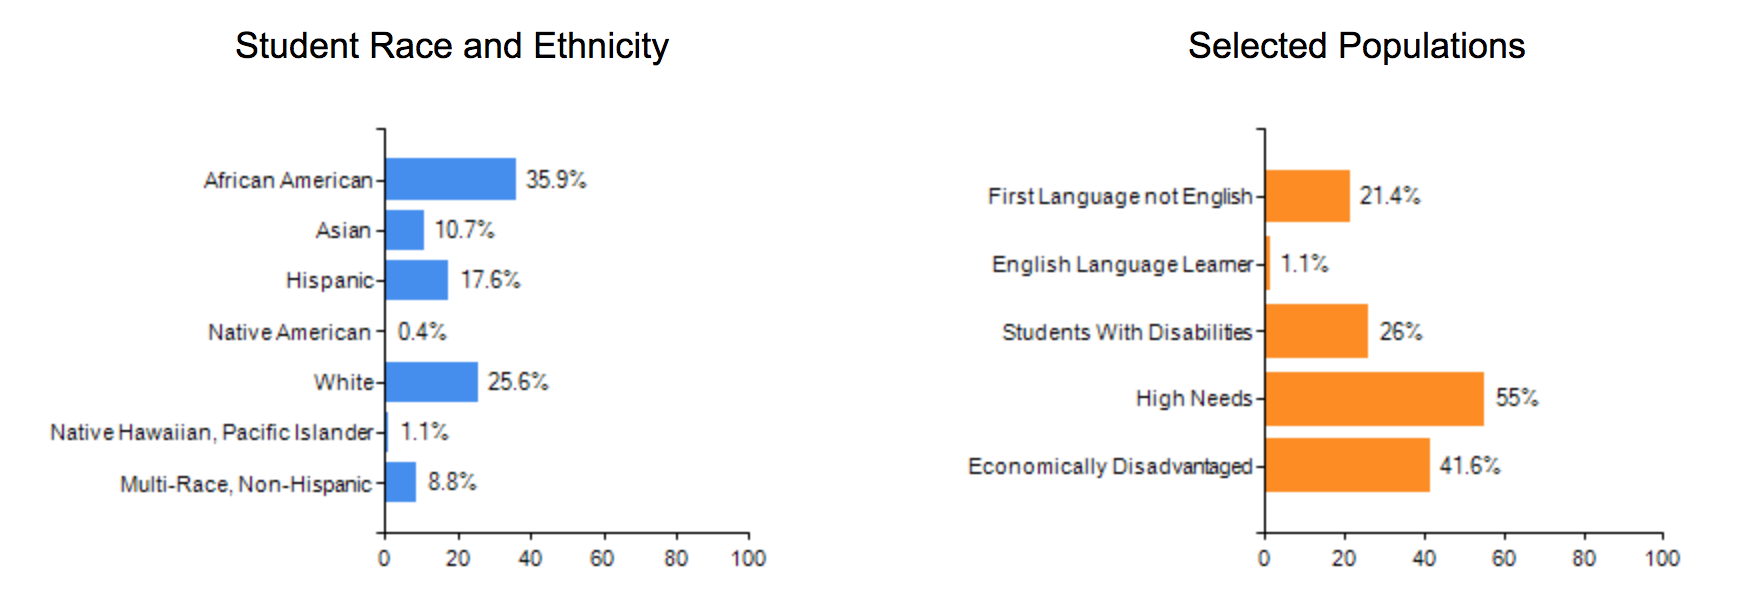 Student Race and Ethnicity
African American 35.9%
Asian 10.7%
Hispanic 17.6%
Native American 0.4%
White 25.6%
Native Hawaiian, Pacific Islander 1.1%
Multi-Race, Non-Hispanic 8.8%
0 20 40 60 80 100
Selected Populations
First Language not English 21.4%
English Language Learner 1.1%
Students With Disabilities 26%
High Needs 55%
Economically Disadvantaged 41.6%
0 20 40 60 80 100